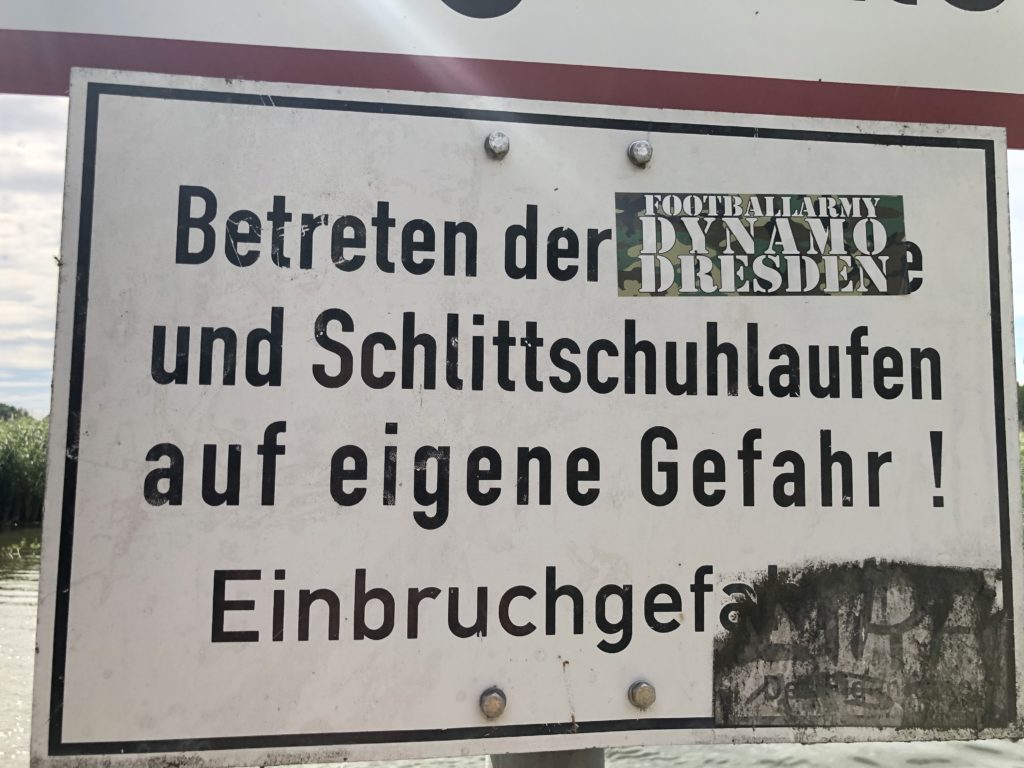 Betreten der
FOOTBALLARMY
DYNAMO
DRESDEN
und Schlittschuhlaufen
auf eigene Gefahr !
Einbruchgefa